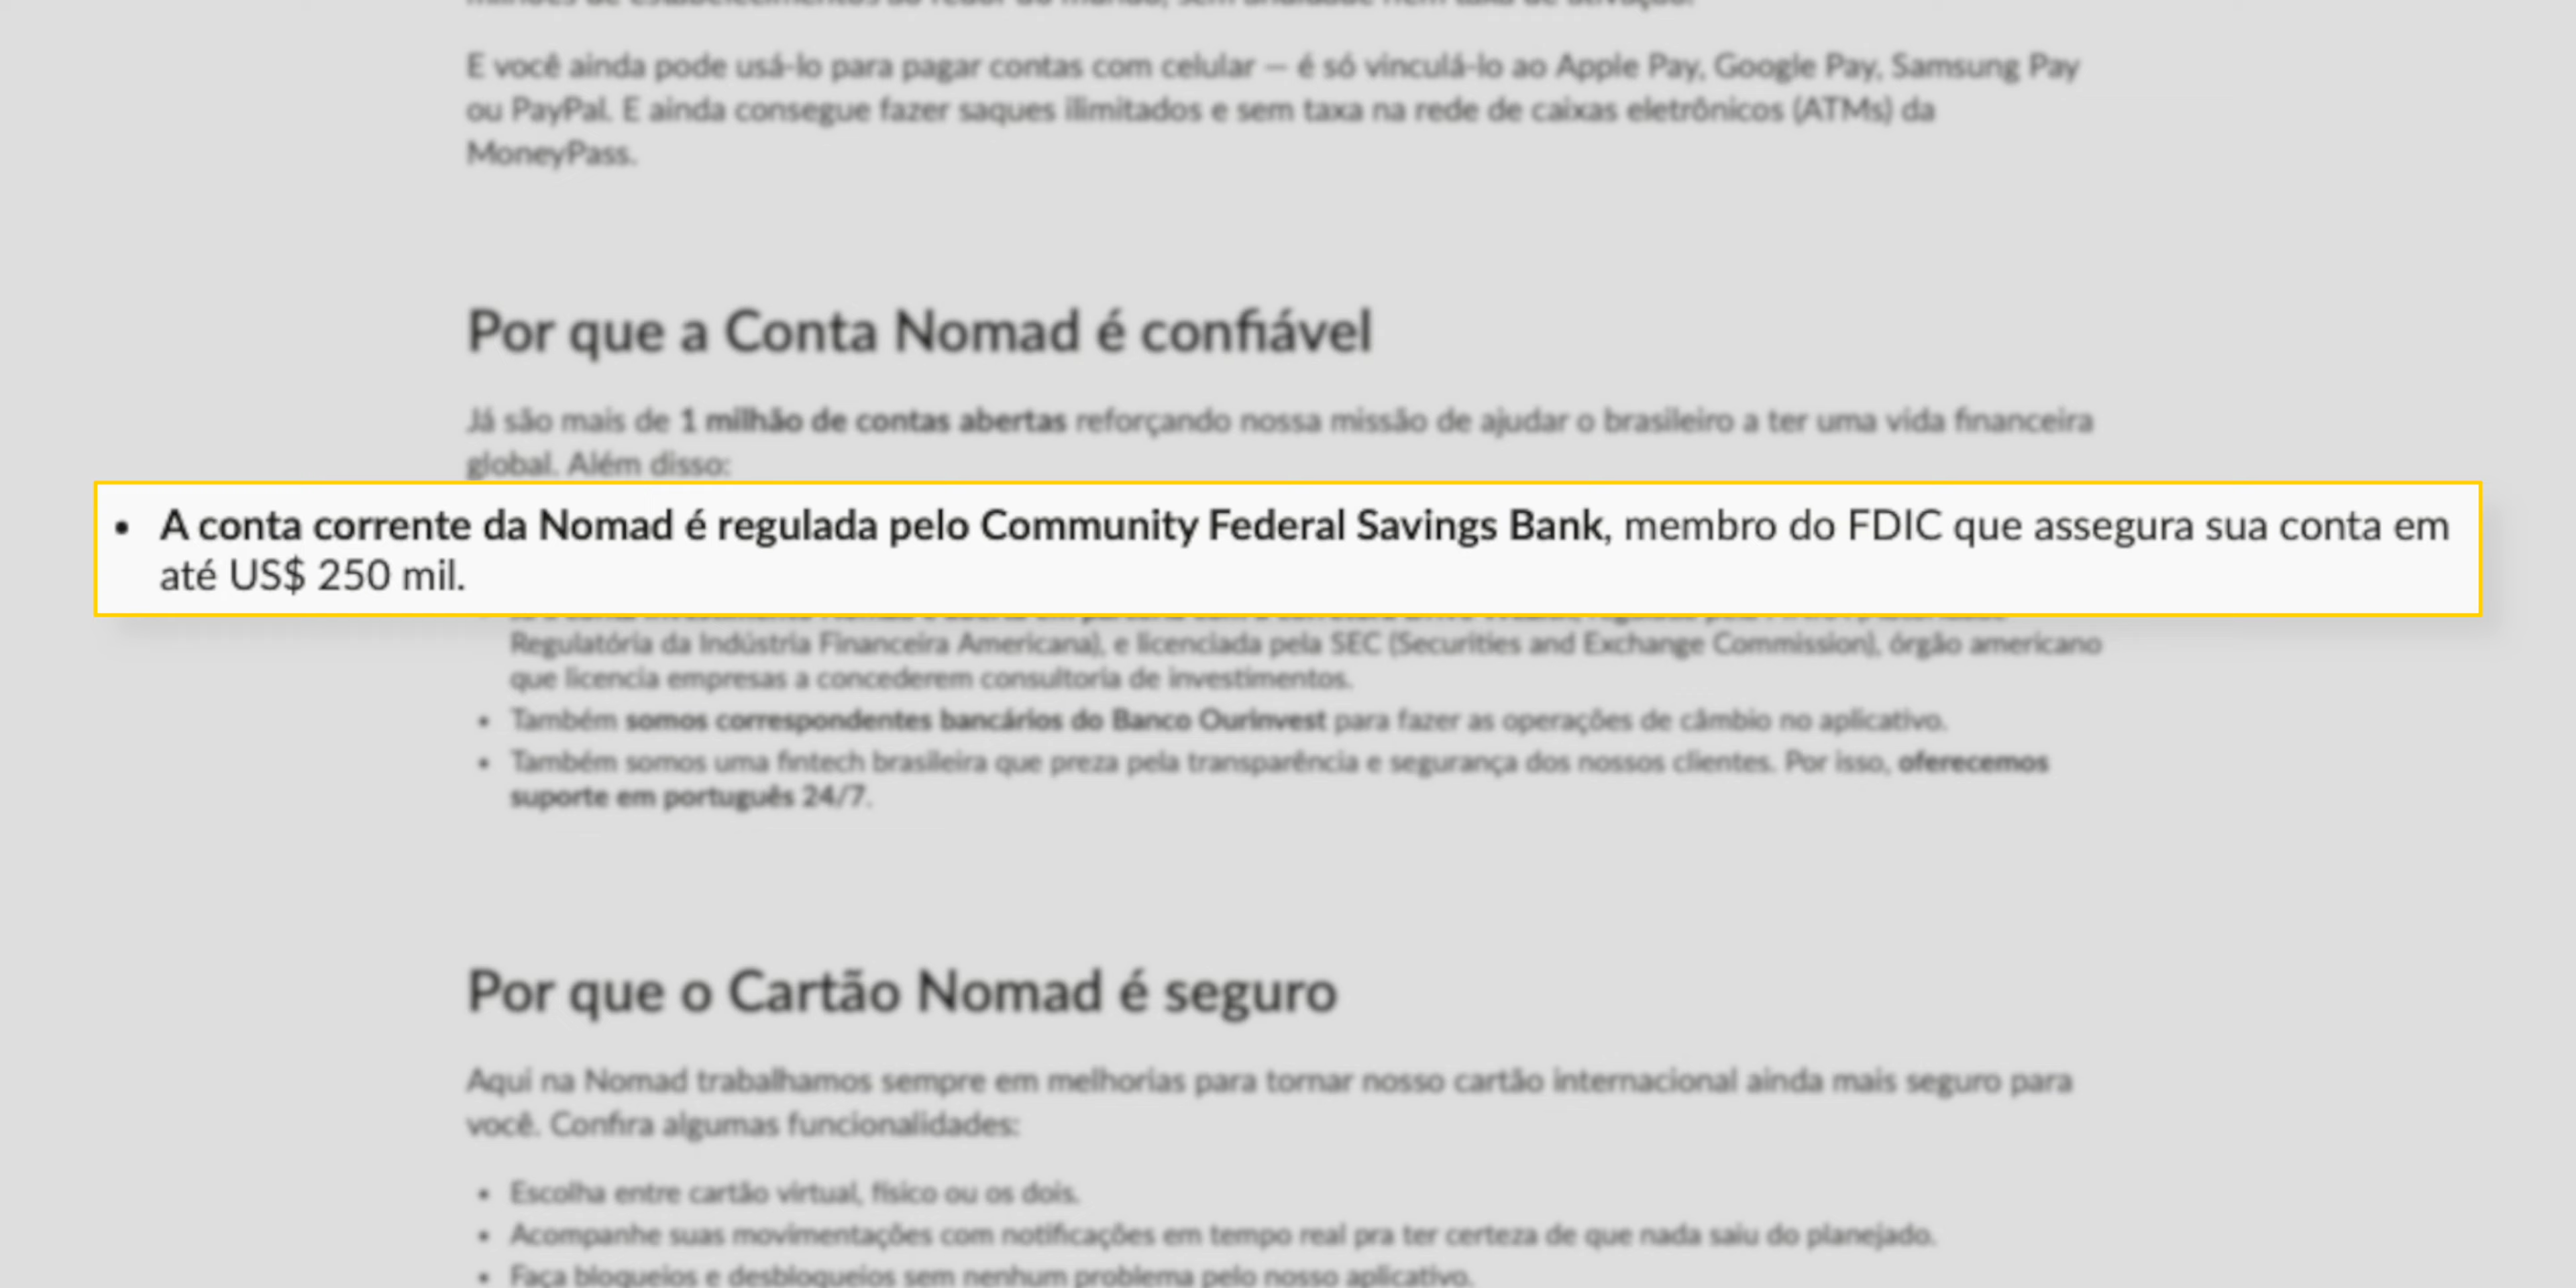 E você ainda pode usá-lo para pagar contas com celular — é só vinculá-lo ao Apple Pay, Google Pay, Samsung Pay
ou PayPal. E ainda consegue fazer saques ilimitados e sem taxa na rede de caixas eletrônicos (ATMs) da
MoneyPass.
Por que a Conta Nomad é confiável
Já são mais de 1 milhão de contas abertas reforçando nossa missão de ajudar o brasileiro a ter uma vida financeira
global. Além disso:
• A conta corrente da Nomad é regulada pelo Community Federal Savings Bank, membro do FDIC que assegura sua conta em
até US$ 250 mil.
Regulatória da Indústria Financeira Americana), e licenciada pela SEC (Securities and Exchange Commission), órgão americano
que licencia empresas a concederem consultoria de investimentos.
• Também somos correspondentes bancários do Banco Ourinvest para fazer as operações de câmbio no aplicativo.
• Também somos uma fintech brasileira que preza pela transparência e segurança dos nossos clientes. Por isso, oferecemos
suporte em português 24/7.
Por que o Cartão Nomad é seguro
Aqui na Nomad trabalhamos sempre em melhorias para tornar nosso cartão internacional ainda mais seguro para
você. Confira algumas funcionalidades:
• Escolha entre cartão virtual, físico ou os dois.
• Acompanhe suas movimentações com notificações em tempo real pra ter certeza de que nada saiu do planejado.
• Faça bloqueios e desbloqueios sem nenhum problema pelo nosso aplicativo.